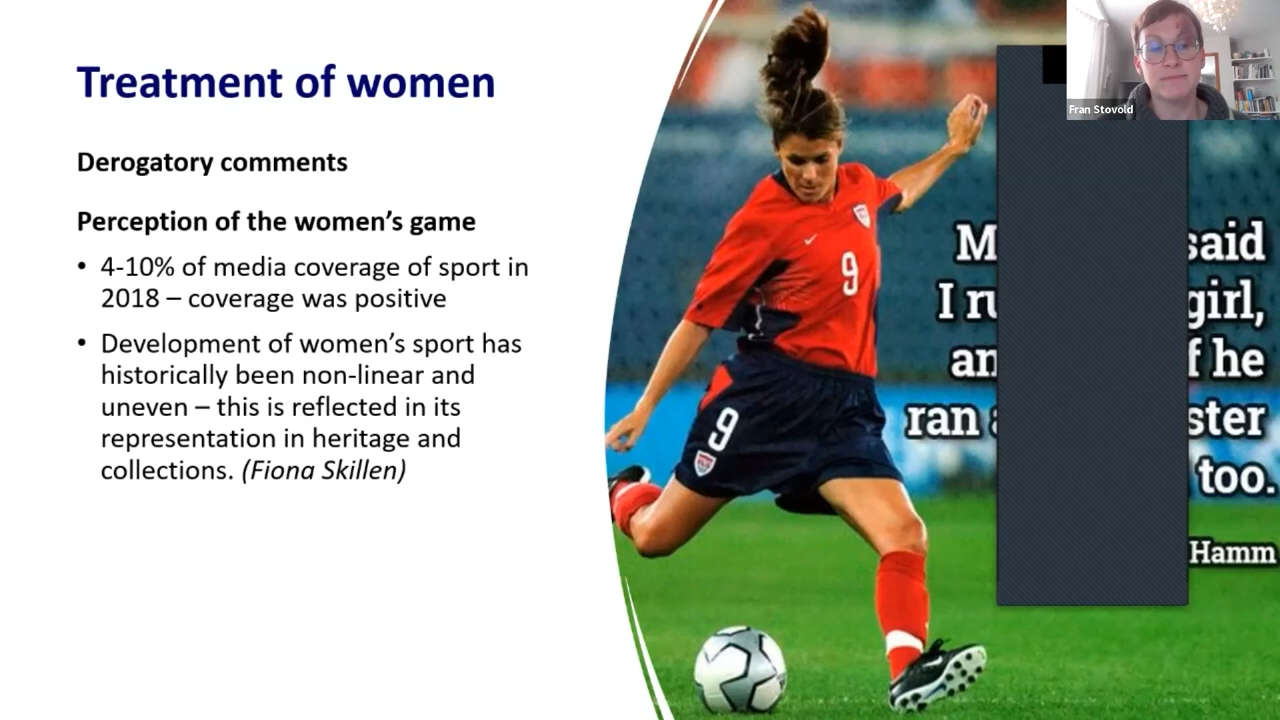 Treatment of women
Derogatory comments
Perception of the women's game
• 4-10% of media coverage of sport in
2018 – coverage was positive
• Development of women's sport has
historically been non-linear and
uneven – this is reflected in its
representation in heritage and
collections. (Fiona Skillen)
9
9
said
girl,
he
ran
too.
Hamm
Fran Stovold